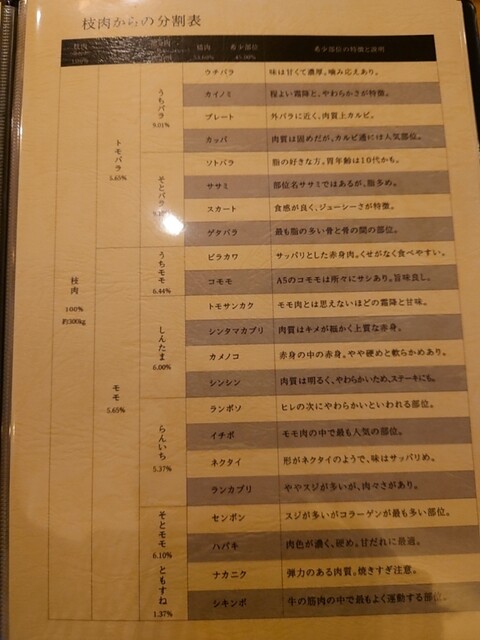 枝肉からの分割表
枝肉 精肉 希少部位 希少部位の特徴と説明
枝肉
100%
約300kg
トモバラ
5.65%
うちバラ
9.01%
ウチバラ 味は甘くて濃厚。噛み応えあり。
カイノミ 程よい霜降と、やわらかさが特徴。
プレート 外バラに近く、肉質上カルビ。
カッパ 肉質は固めだが、カルビ通には人気部位。
そとバラ
ソトバラ 脂の好きな方。胃年齢は10代かも。
ササミ 部位名ササミではあるが、脂多め。
スカート 食感が良く、ジューシーさが特徴。
ゲタバラ 最も脂の多い骨と骨の間の部位。
モモ
5.65%
うちモモ
6.44%
ビラカワ サッパリとした赤身肉。くせがなく食べやすい。
コモモ A5のコモモは所々にサシあり。旨味良し。
しんたま
6.00%
トモサンカク モモ肉とは思えないほどの霜降と甘味。
シンタマカブリ 肉質はキメが細かく上質な赤身。
カメノコ 赤身の中の赤身。やや硬めと軟らかめあり。
シンシン 肉質は明るく、やわらかいため、ステーキにも。
らんいち
5.37%
ランボソ ヒレの次にやわらかいといわれる部位。
イチボ モモ肉の中で最も人気の部位。
ネクタイ 形がネクタイのようで、味はサッパリめ。
ランカブリ ややスジが多いが、肉々さがあり。
そとモモ
6.10%
センボン スジが多いがコラーゲンが最も多い部位。
ハバキ 肉色が濃く、硬め。甘だれに最適。
ナカニク 弾力のある肉質。焼きすぎ注意。
ともすね
1.37%
シキンボ 牛の筋肉の中で最もよく運動する部位。